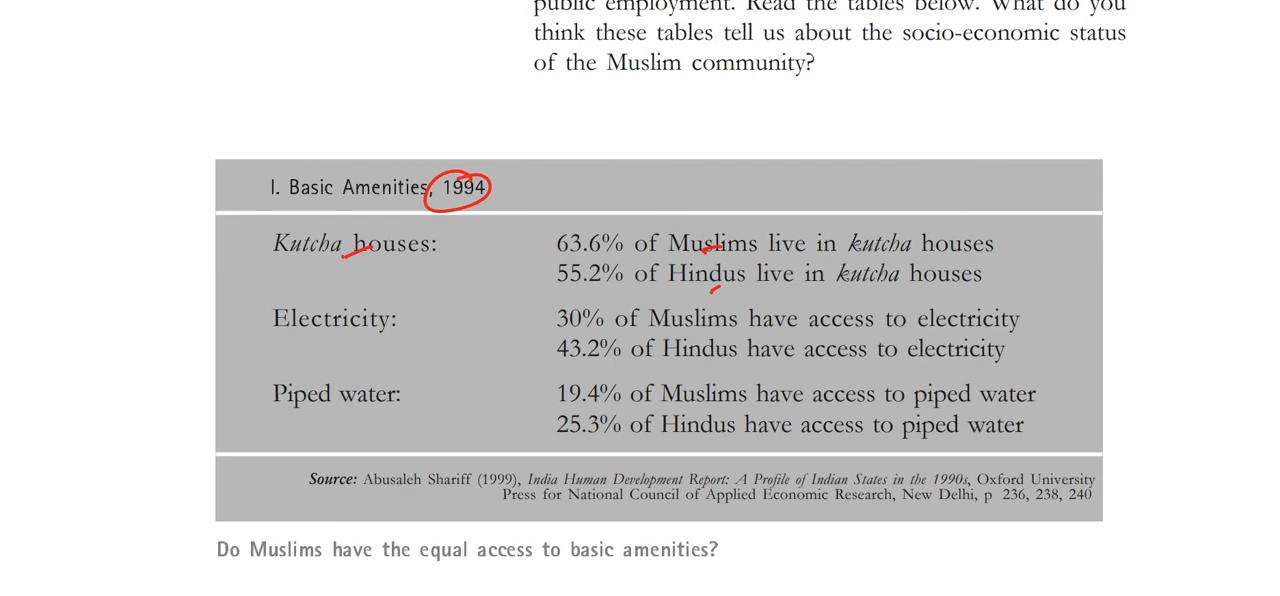 public employment. Read the tables below. What do you
think these tables tell us about the socio-economic status
of the Muslim community?
I. Basic Amenities, 1994
Kutcha houses: 63.6% of Muslims live in kutcha houses
55.2% of Hindus live in kutcha houses
Electricity: 30% of Muslims have access to electricity
43.2% of Hindus have access to electricity
Piped water: 19.4% of Muslims have access to piped water
25.3% of Hindus have access to piped water
Source: Abusaleh Shariff (1999), India Human Development Report: A Profile of Indian States in the 1990s, Oxford University
Press for National Council of Applied Economic Research, New Delhi, p 236, 238, 240
Do Muslims have the equal access to basic amenities?